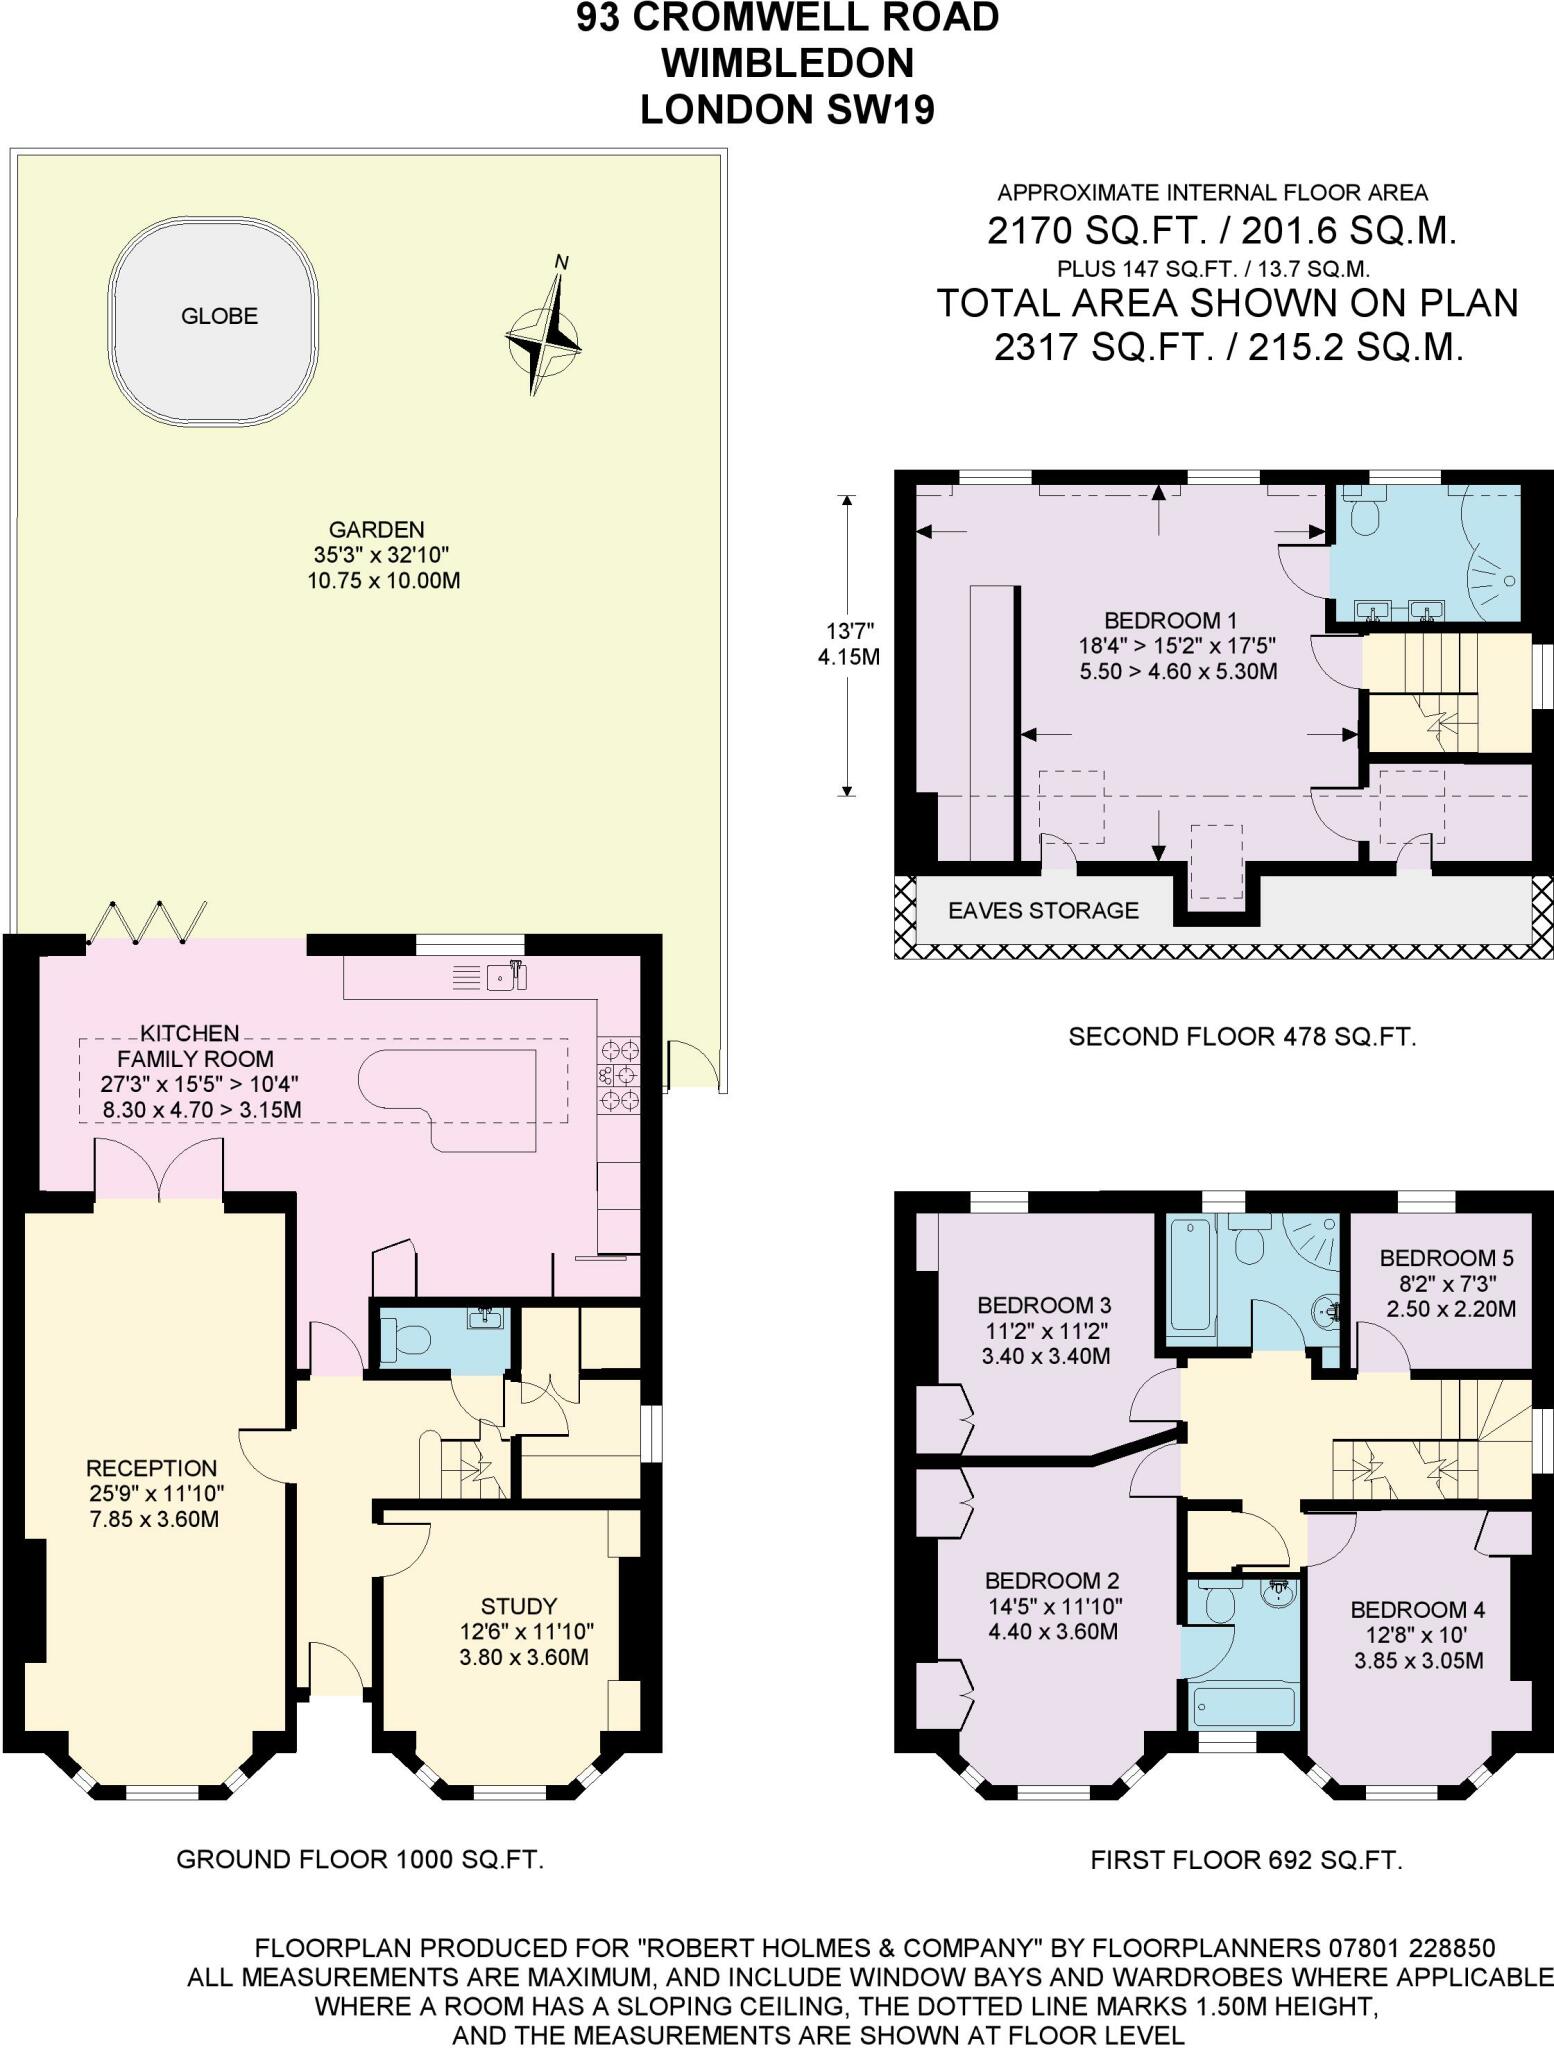 93 CROMWELL ROAD
WIMBLEDON
LONDON SW19
APPROXIMATE INTERNAL FLOOR AREA
2170 SQ.FT. / 201.6 SQ.M.
PLUS 147 SQ.FT. / 13.7 SQ.M.
TOTAL AREA SHOWN ON PLAN
2317 SQ.FT. / 215.2 SQ.M.
N
GLOBE
GARDEN
35'3" x 32'10"
10.75 x 10.00M
13'7"
4.15M
BEDROOM 1
18'4" > 15'2" x 17'5"
5.50 > 4.60 x 5.30M
EAVES STORAGE
SECOND FLOOR 478 SQ.FT.
KITCHEN
FAMILY ROOM
27'3" x 15'5" > 10'4"
8.30 x 4.70 > 3.15M
RECEPTION
25'9" x 11'10"
7.85 x 3.60M
STUDY
12'6" x 11'10"
3.80 x 3.60M
GROUND FLOOR 1000 SQ.FT.
BEDROOM 3
11'2" x 11'2"
3.40 x 3.40M
BEDROOM 5
8'2" x 7'3"
2.50 x 2.20M
BEDROOM 2
14'5" x 11'10"
4.40 x 3.60M
BEDROOM 4
12'8" x 10'
3.85 x 3.05M
FIRST FLOOR 692 SQ.FT.
FLOORPLAN PRODUCED FOR "ROBERT HOLMES & COMPANY" BY FLOORPLANNERS 07801 228850
ALL MEASUREMENTS ARE MAXIMUM, AND INCLUDE WINDOW BAYS AND WARDROBES WHERE APPLICABLE
WHERE A ROOM HAS A SLOPING CEILING, THE DOTTED LINE MARKS 1.50M HEIGHT,
AND THE MEASUREMENTS ARE SHOWN AT FLOOR LEVEL